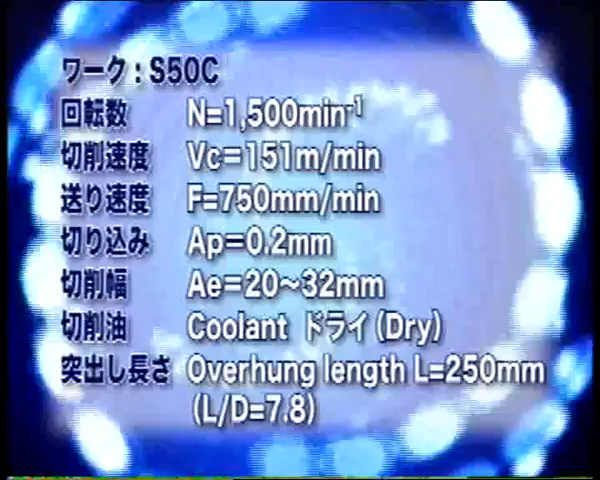 ワーク：S50C
回転数 N=1,500min-1
切削速度 Vc=151m/min
送り速度 F=750mm/min
切り込み Ap=0.2mm
切削幅 Ae=20～32mm
切削油 Coolant ドライ(Dry)
突出し長さ Overhung length L=250mm
(L/D=7.8)